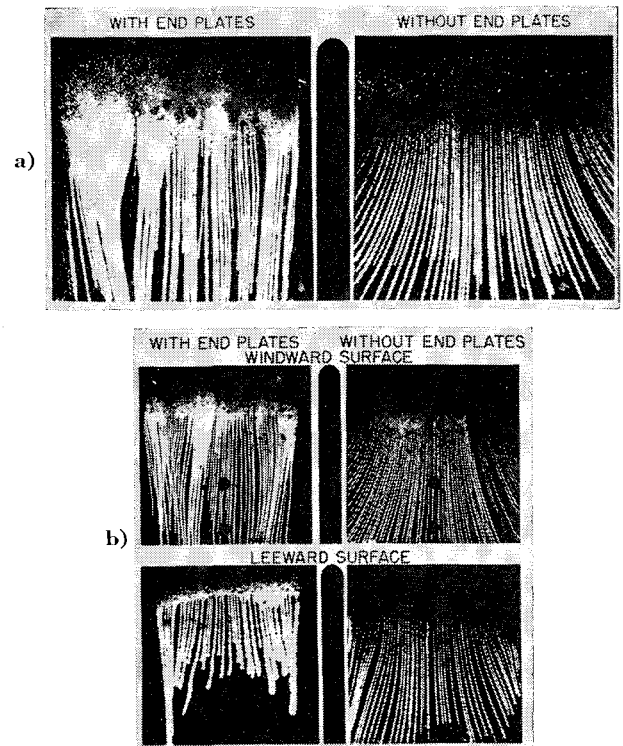 WITH END PLATES WITHOUT END PLATES
a)
WITH END PLATES WITHOUT END PLATES
WINDWARD SURFACE
b)
LEEWARD SURFACE